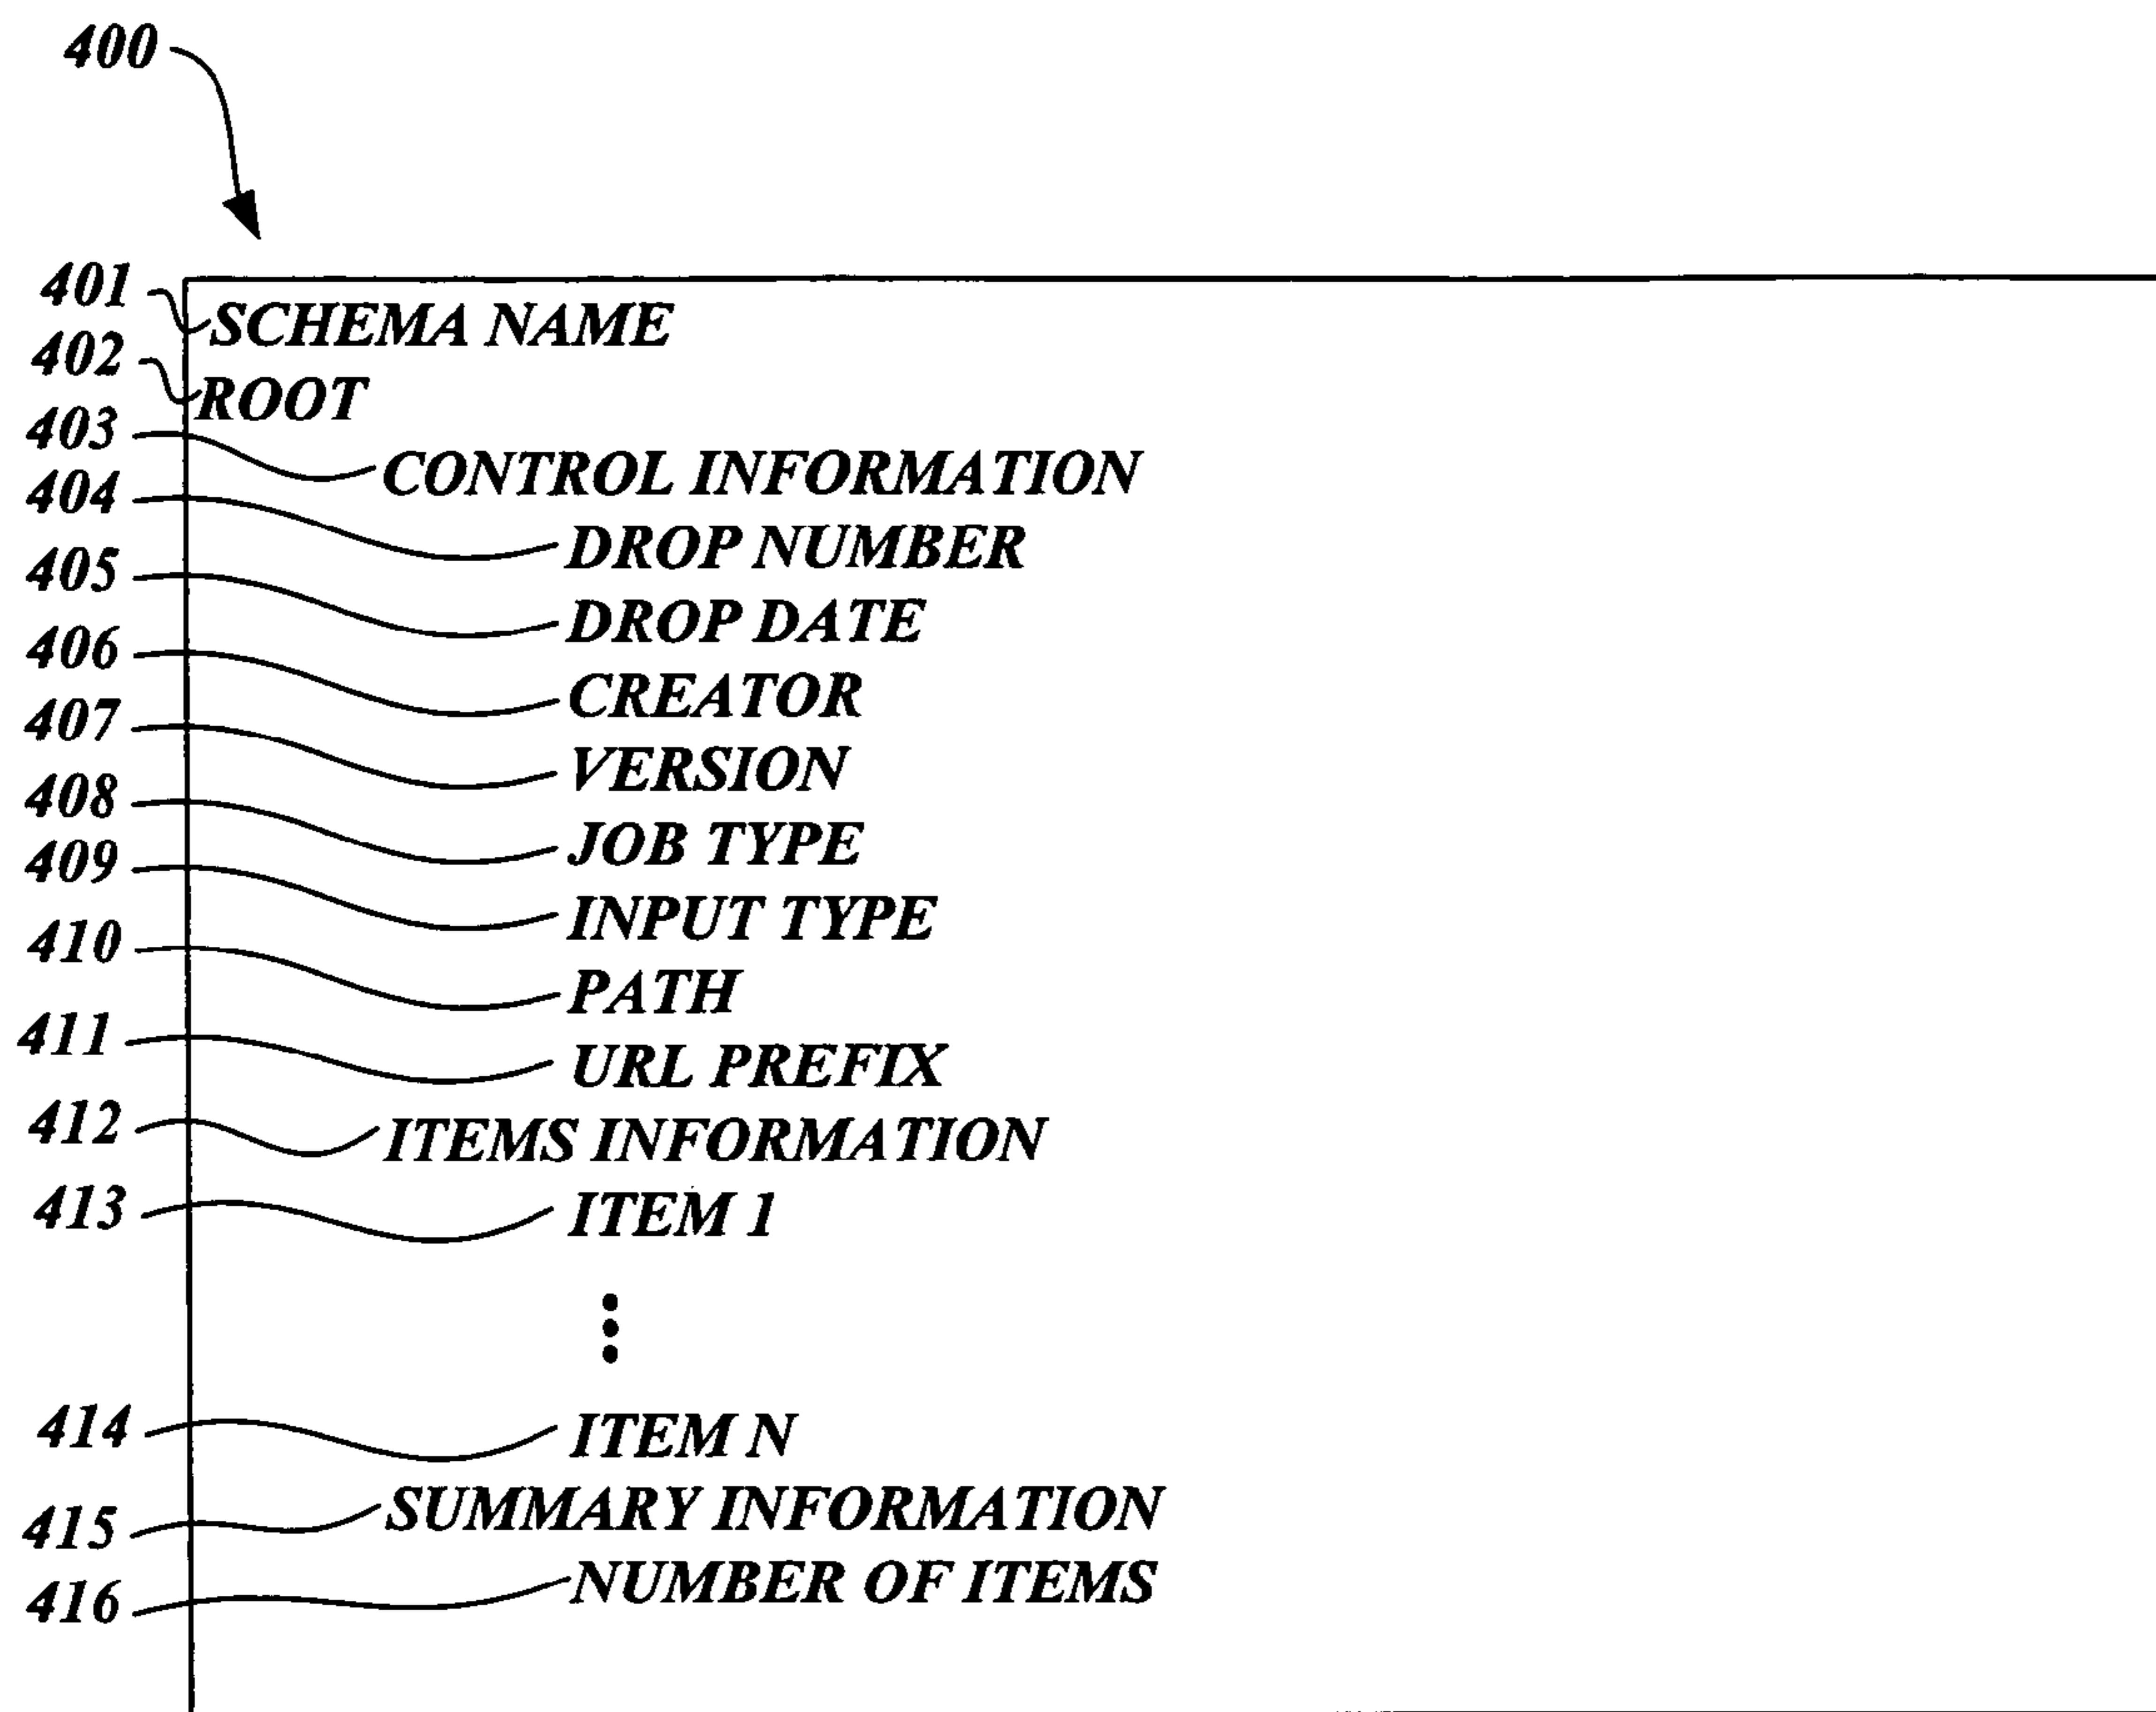 400
401 SCHEMA NAME
402 ROOT
403 CONTROL INFORMATION
404 DROP NUMBER
405 DROP DATE
406 CREATOR
407 VERSION
408 JOB TYPE
409 INPUT TYPE
410 PATH
411 URL PREFIX
412 ITEMS INFORMATION
413 ITEM 1
414 ITEM N
415 SUMMARY INFORMATION
416 NUMBER OF ITEMS